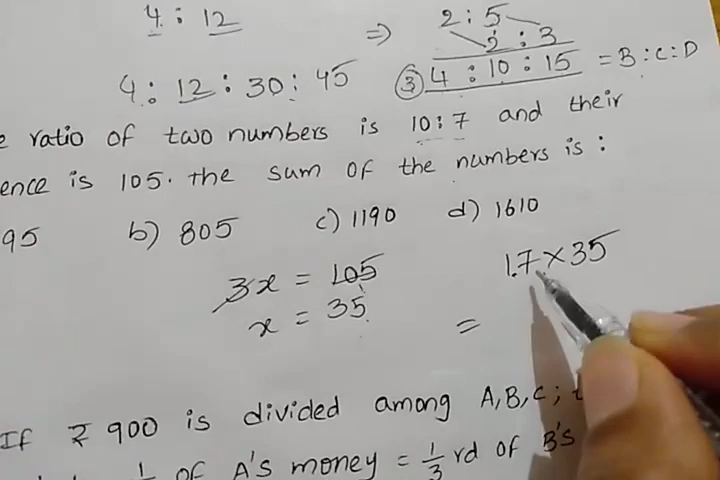 4 : 12
⇒ 2 : 5
2 : 3
4 : 12 : 30 : 45 ③ 4 : 10 : 15 = B : C : D
e ratio of two numbers is 10 : 7 and their
ence is 105. the sum of the numbers is :
95 b) 805 c) 1190 d) 1610
3x = 105 17 × 35
x = 35 =
If ₹ 900 is divided among A, B, C ;
1 of A's money = 1/3 rd of B's